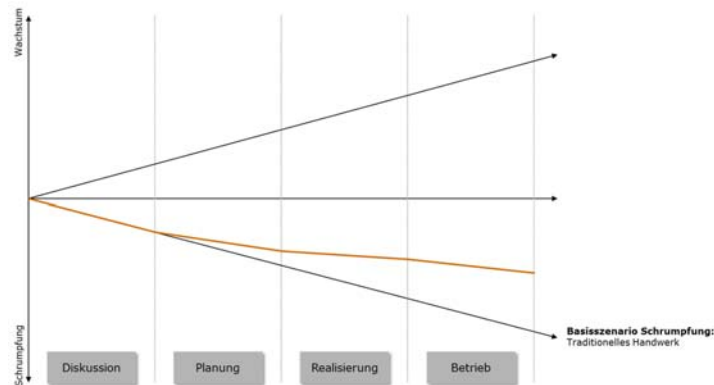 Wachstum
Basisszenario Schrumpfung:
Traditionelles Handwerk
Schrumpfung
Diskussion
Planung
Realisierung
Betrieb